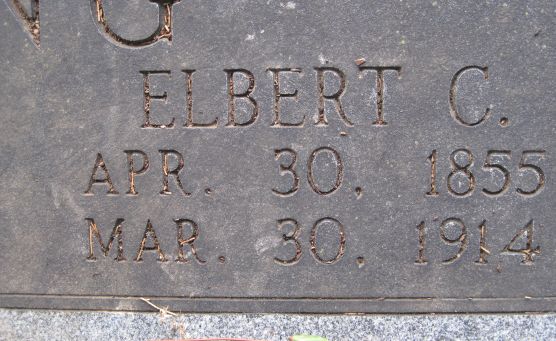 ELBERT C.
APR. 30, 1855
MAR. 30, 1914